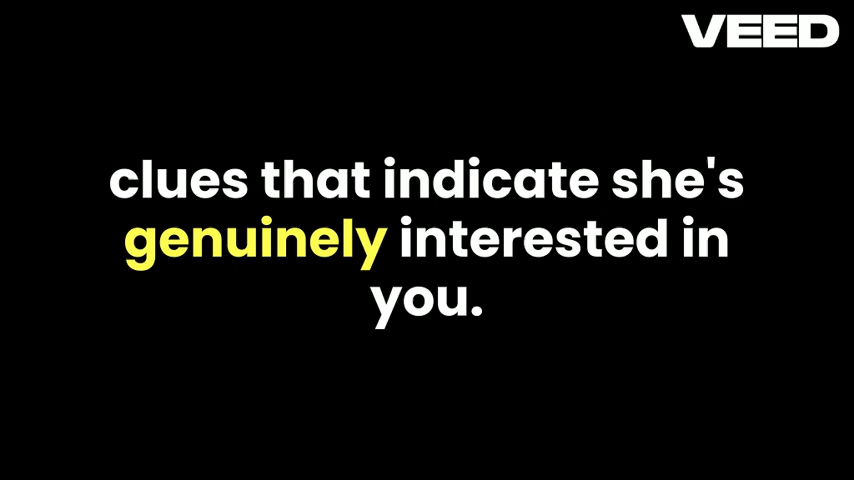 VEED
clues that indicate she's
genuinely interested in
you.